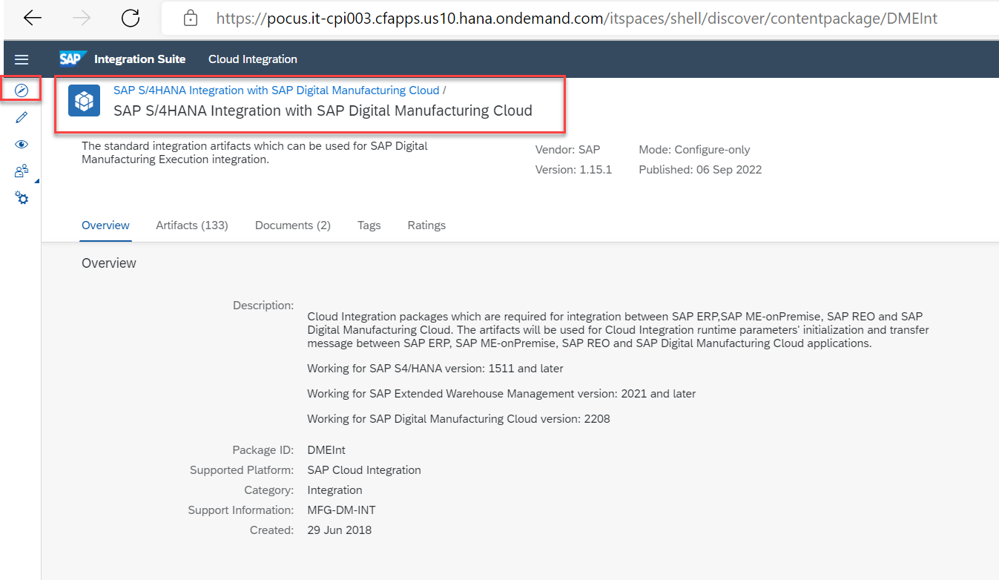 https://pocus.it-cpi003.cfapps.us10.hana.ondemand.com/itspaces/shell/discover/contentpackage/DMEInt
SAP Integration Suite Cloud Integration
SAP S/4HANA Integration with SAP Digital Manufacturing Cloud /
SAP S/4HANA Integration with SAP Digital Manufacturing Cloud
The standard integration artifacts which can be used for SAP Digital
Manufacturing Execution integration.
Vendor: SAP Mode: Configure-only
Version: 1.15.1 Published: 06 Sep 2022
Overview Artifacts (133) Documents (2) Tags Ratings
Overview
Description:
Cloud Integration packages which are required for integration between SAP ERP,SAP ME-onPremise, SAP REO and SAP
Digital Manufacturing Cloud. The artifacts will be used for Cloud Integration runtime parameters' initialization and transfer
message between SAP ERP, SAP ME-onPremise, SAP REO and SAP Digital Manufacturing Cloud applications.
Working for SAP S4/HANA version: 1511 and later
Working for SAP Extended Warehouse Management version: 2021 and later
Working for SAP Digital Manufacturing Cloud version: 2208
Package ID: DMEInt
Supported Platform: SAP Cloud Integration
Category: Integration
Support Information: MFG-DM-INT
Created: 29 Jun 2018